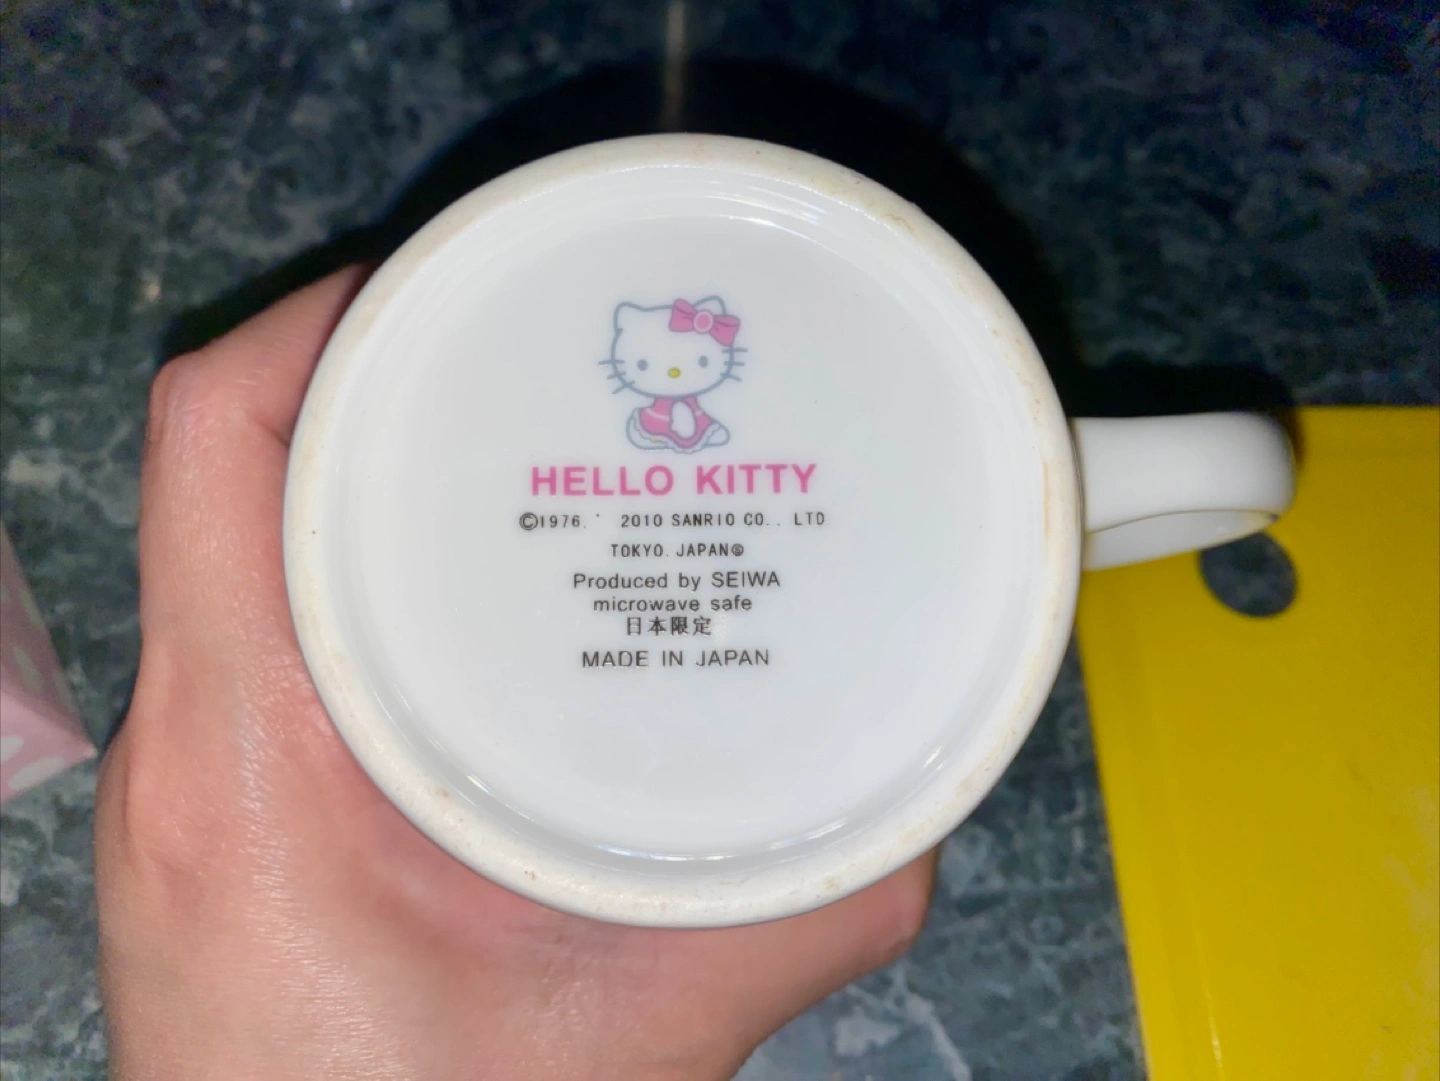 HELLO KITTY
©1976, 2010 SANRIO CO., LTD
TOKYO. JAPANⓈ
Produced by SEIWA
microwave safe
日本限定
MADE IN JAPAN